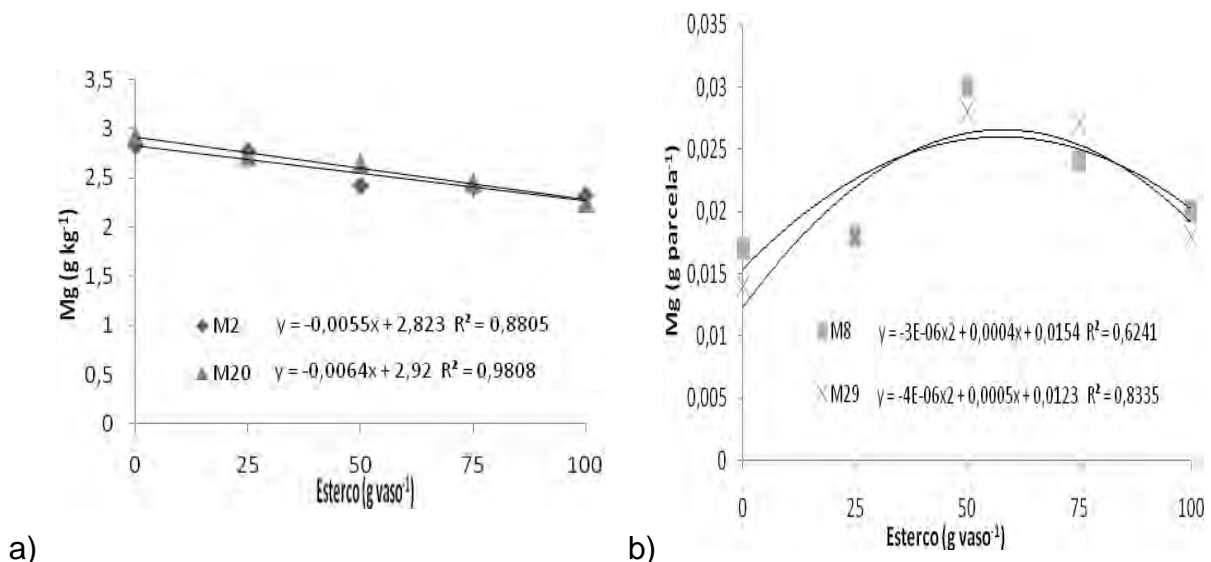 3,5
3
2,5
2
1,5
1
0,5
0
Mg (g kg⁻¹)
M2 y = -0,0055x + 2,823 R² = 0,8805
M20 y = -0,0064x + 2,92 R² = 0,9808
0 25 50 75 100
Esterco (g vaso⁻¹)
a)
0,035
0,03
0,025
0,02
0,015
0,01
0,005
0
Mg (g parcela⁻¹)
M8 y = -3E-06x2 + 0,0004x + 0,0154 R² = 0,6241
M29 y = -4E-06x2 + 0,0005x + 0,0123 R² = 0,8335
0 25 50 75 100
Esterco (g vaso⁻¹)
b)